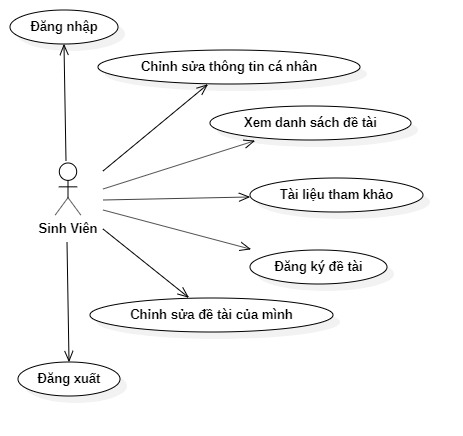 Đăng nhập
Chỉnh sửa thông tin cá nhân
Xem danh sách đề tài
Tài liệu tham khảo
Sinh Viên
Đăng ký đề tài
Chỉnh sửa đề tài của mình
Đăng xuất